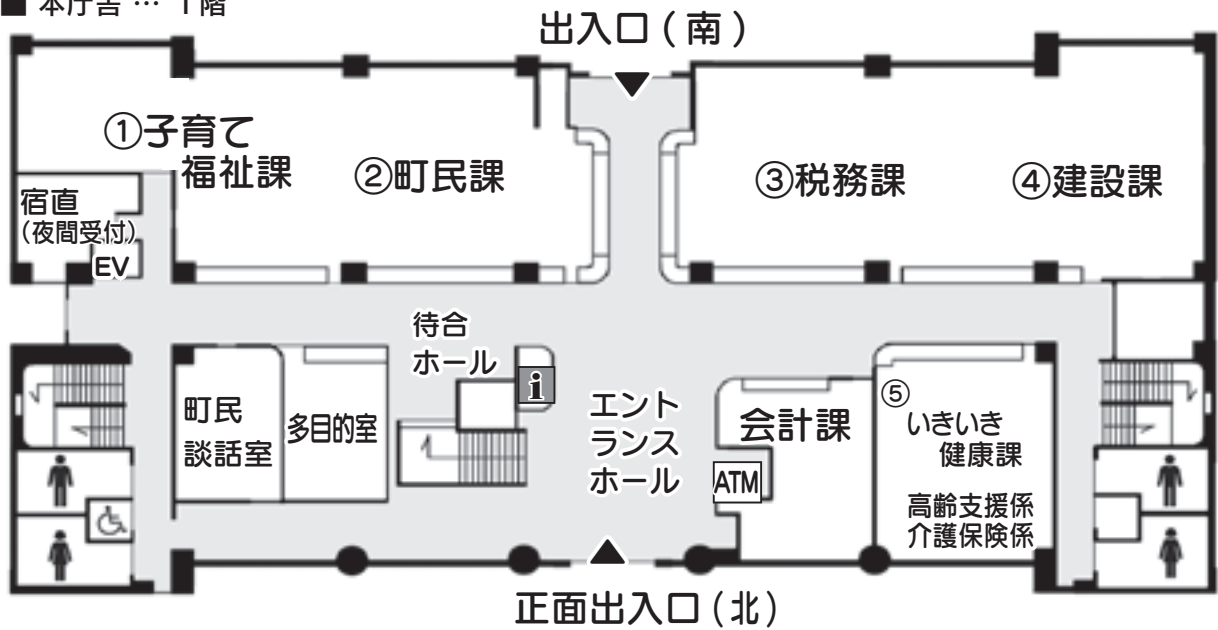 ■ 本庁舎 … 1階
出入口(南)
①子育て
福祉課
②町民課
③税務課
④建設課
宿直
(夜間受付)
EV
待合
ホール
i
町民
談話室
多目的室
エント
ランス
ホール
会計課
ATM
⑤
いきいき
健康課
高齢支援係
介護保険係
正面出入口(北)